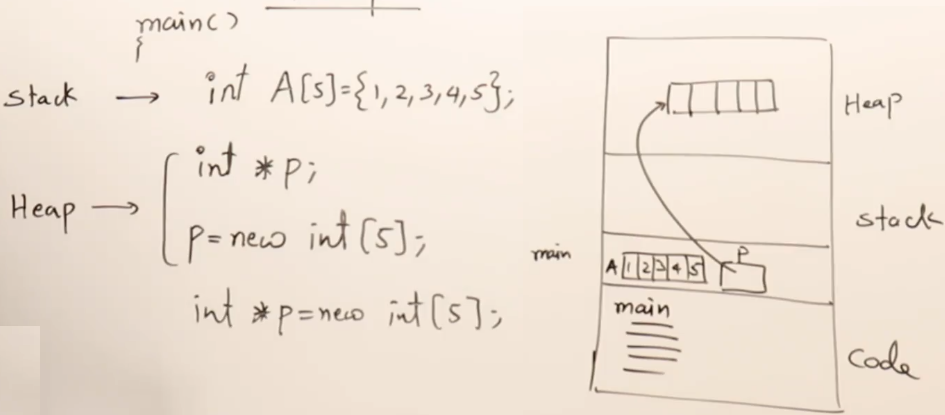 main()
{
stack → int A[5]={1,2,3,4,5};
Heap → int *p;
p=new int[5];
int *p=new int[5];
Heap
stack
main
A 1 2 3 4 5
P
main
Code